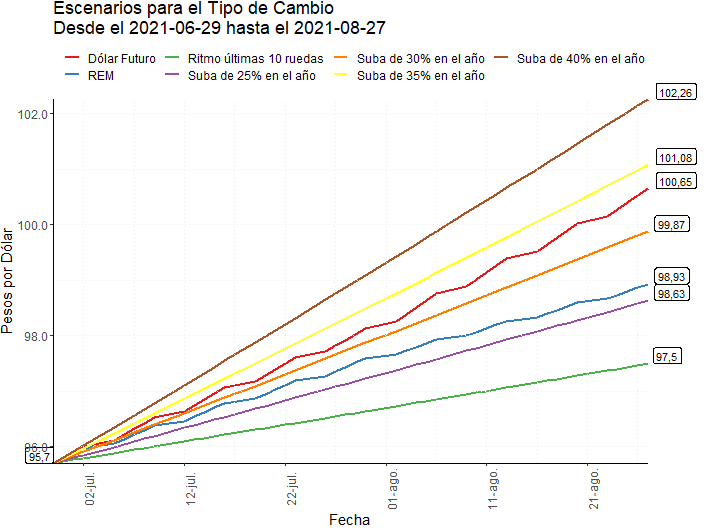 Escenarios para el Tipo de Cambio
Desde el 2021-06-29 hasta el 2021-08-27
Dólar Futuro
Ritmo últimas 10 ruedas
Suba de 30% en el año
Suba de 40% en el año
REM
Suba de 25% en el año
Suba de 35% en el año
102,26
102.0
101,08
100,65
100.0
99,87
98,93
98,63
98.0
97,5
96.0
95,7
Pesos por Dólar
02-jul.
12-jul.
22-jul.
01-ago.
11-ago.
21-ago.
Fecha